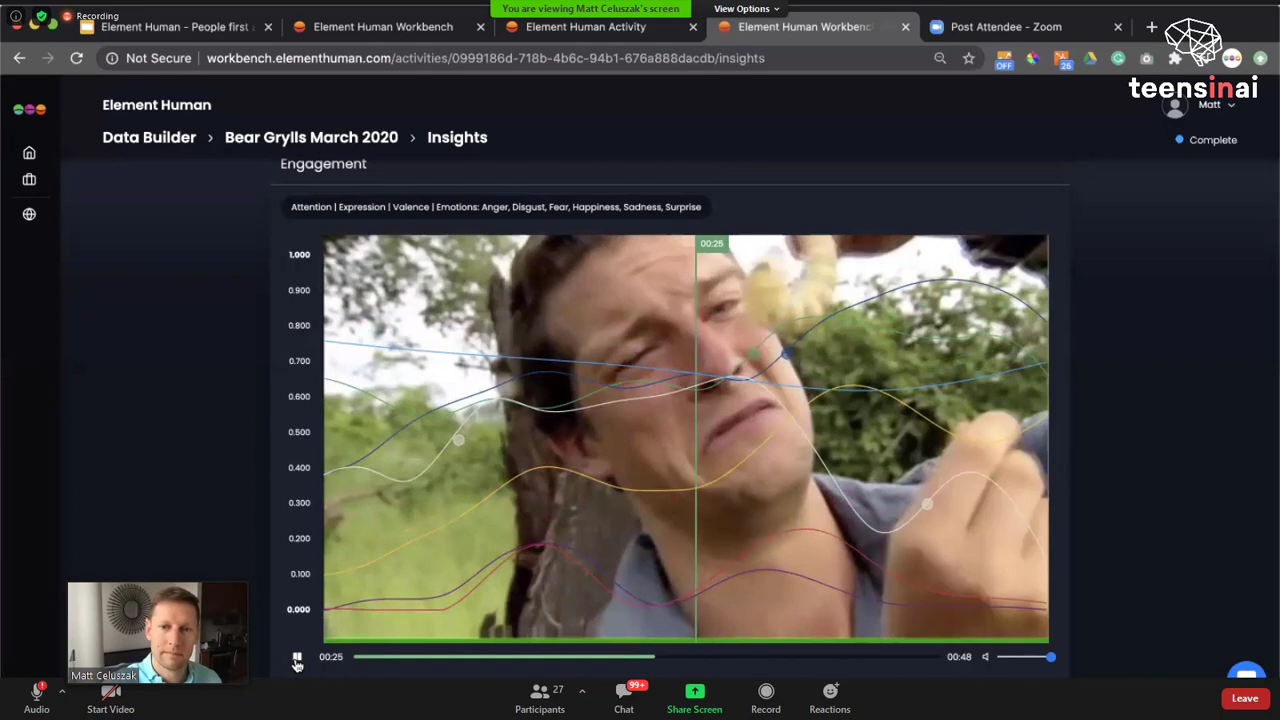 Recording
You are viewing Matt Celuszak's screen
View Options
Element Human - People first
Element Human Workbench
Element Human Activity
Element Human Workbench
Post Attendee - Zoom
Not Secure
workbench.elementhuman.com/activities/
/insights
OFF
26
teensinai
Element Human
Matt
Data Builder > Bear Grylls March 2020 > Insights
Complete
Engagement
Attention | Expression | Valence | Emotions: Anger, Disgust, Fear, Happiness, Sadness, Surprise
00:25
1.000
0.900
0.800
0.700
0.600
0.500
0.400
0.300
0.200
0.100
0.000
00:25
00:48
Matt Celuszak
Audio
Start Video
27
Participants
99+
Chat
Share Screen
Record
Reactions
Leave